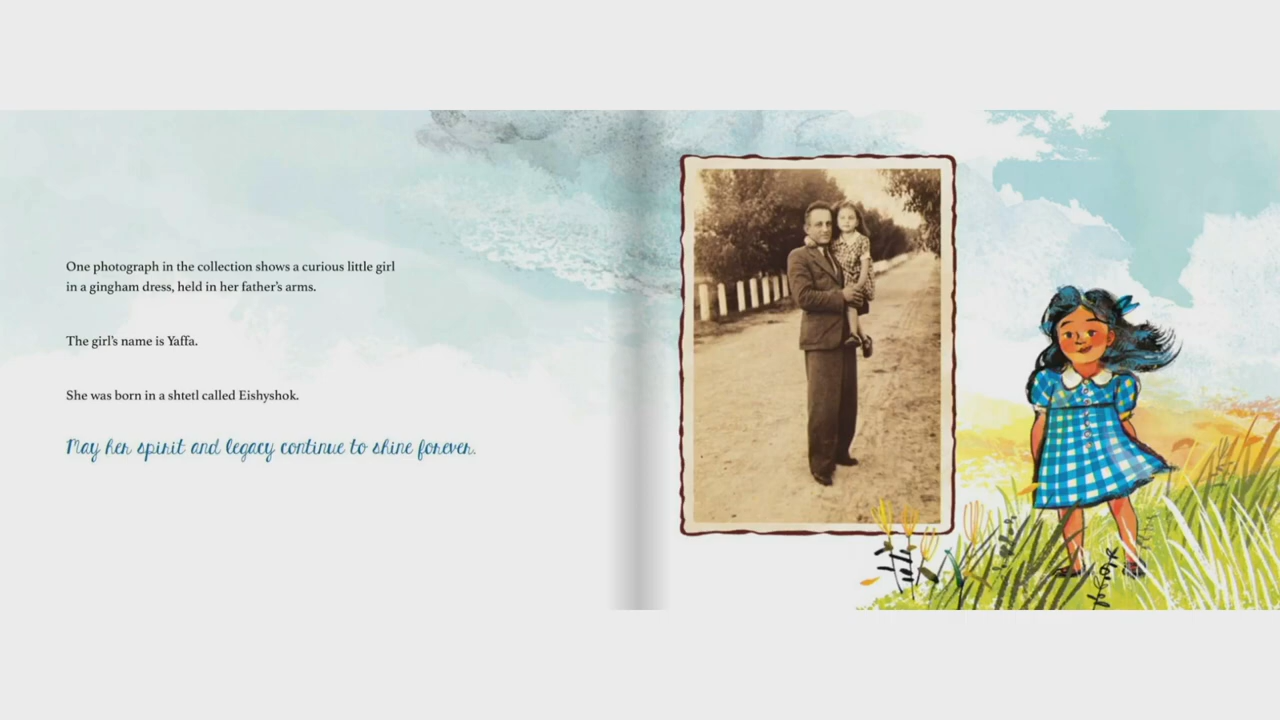 One photograph in the collection shows a curious little girl
in a gingham dress, held in her father's arms.
The girl's name is Yaffa.
She was born in a shtetl called Eishyshok.
May her spirit and legacy continue to shine forever.